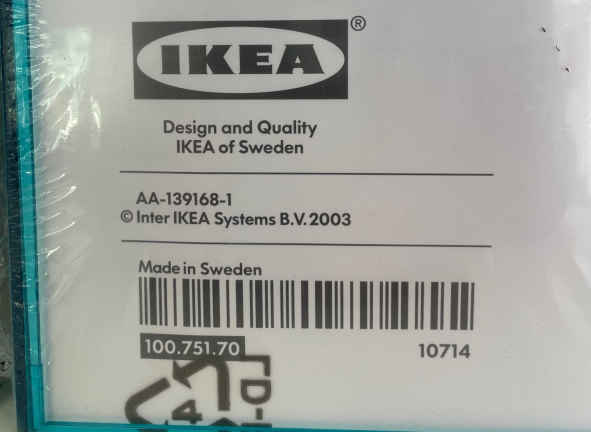 IKEA®
Design and Quality
IKEA of Sweden
AA-139168-1
© Inter IKEA Systems B.V. 2003
Made in Sweden
100.751.70 10714
4